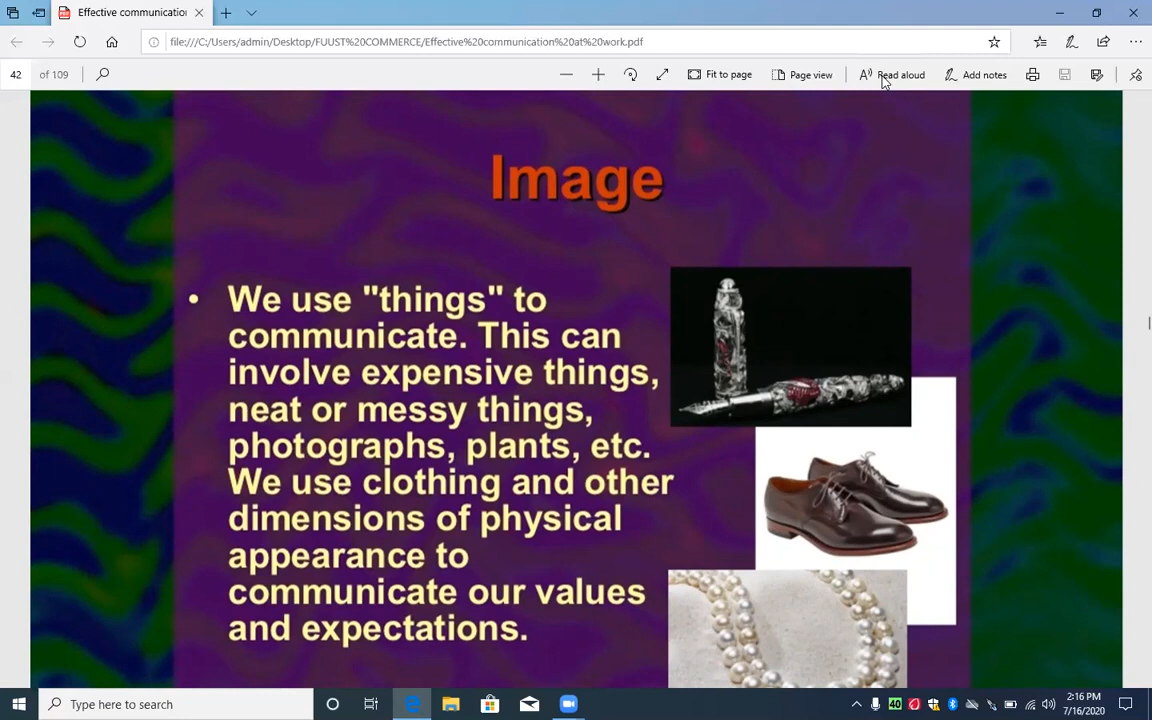 Effective communication
file:///C:/Users/admin/Desktop/FUUST%20COMMERCE/Effective%20communication%20at%20work.pdf
42 of 109
Fit to page
Page view
Read aloud
Add notes
Image
• We use "things" to
communicate. This can
involve expensive things,
neat or messy things,
photographs, plants, etc.
We use clothing and other
dimensions of physical
appearance to
communicate our values
and expectations.
Type here to search
40
2:16 PM
7/16/2020